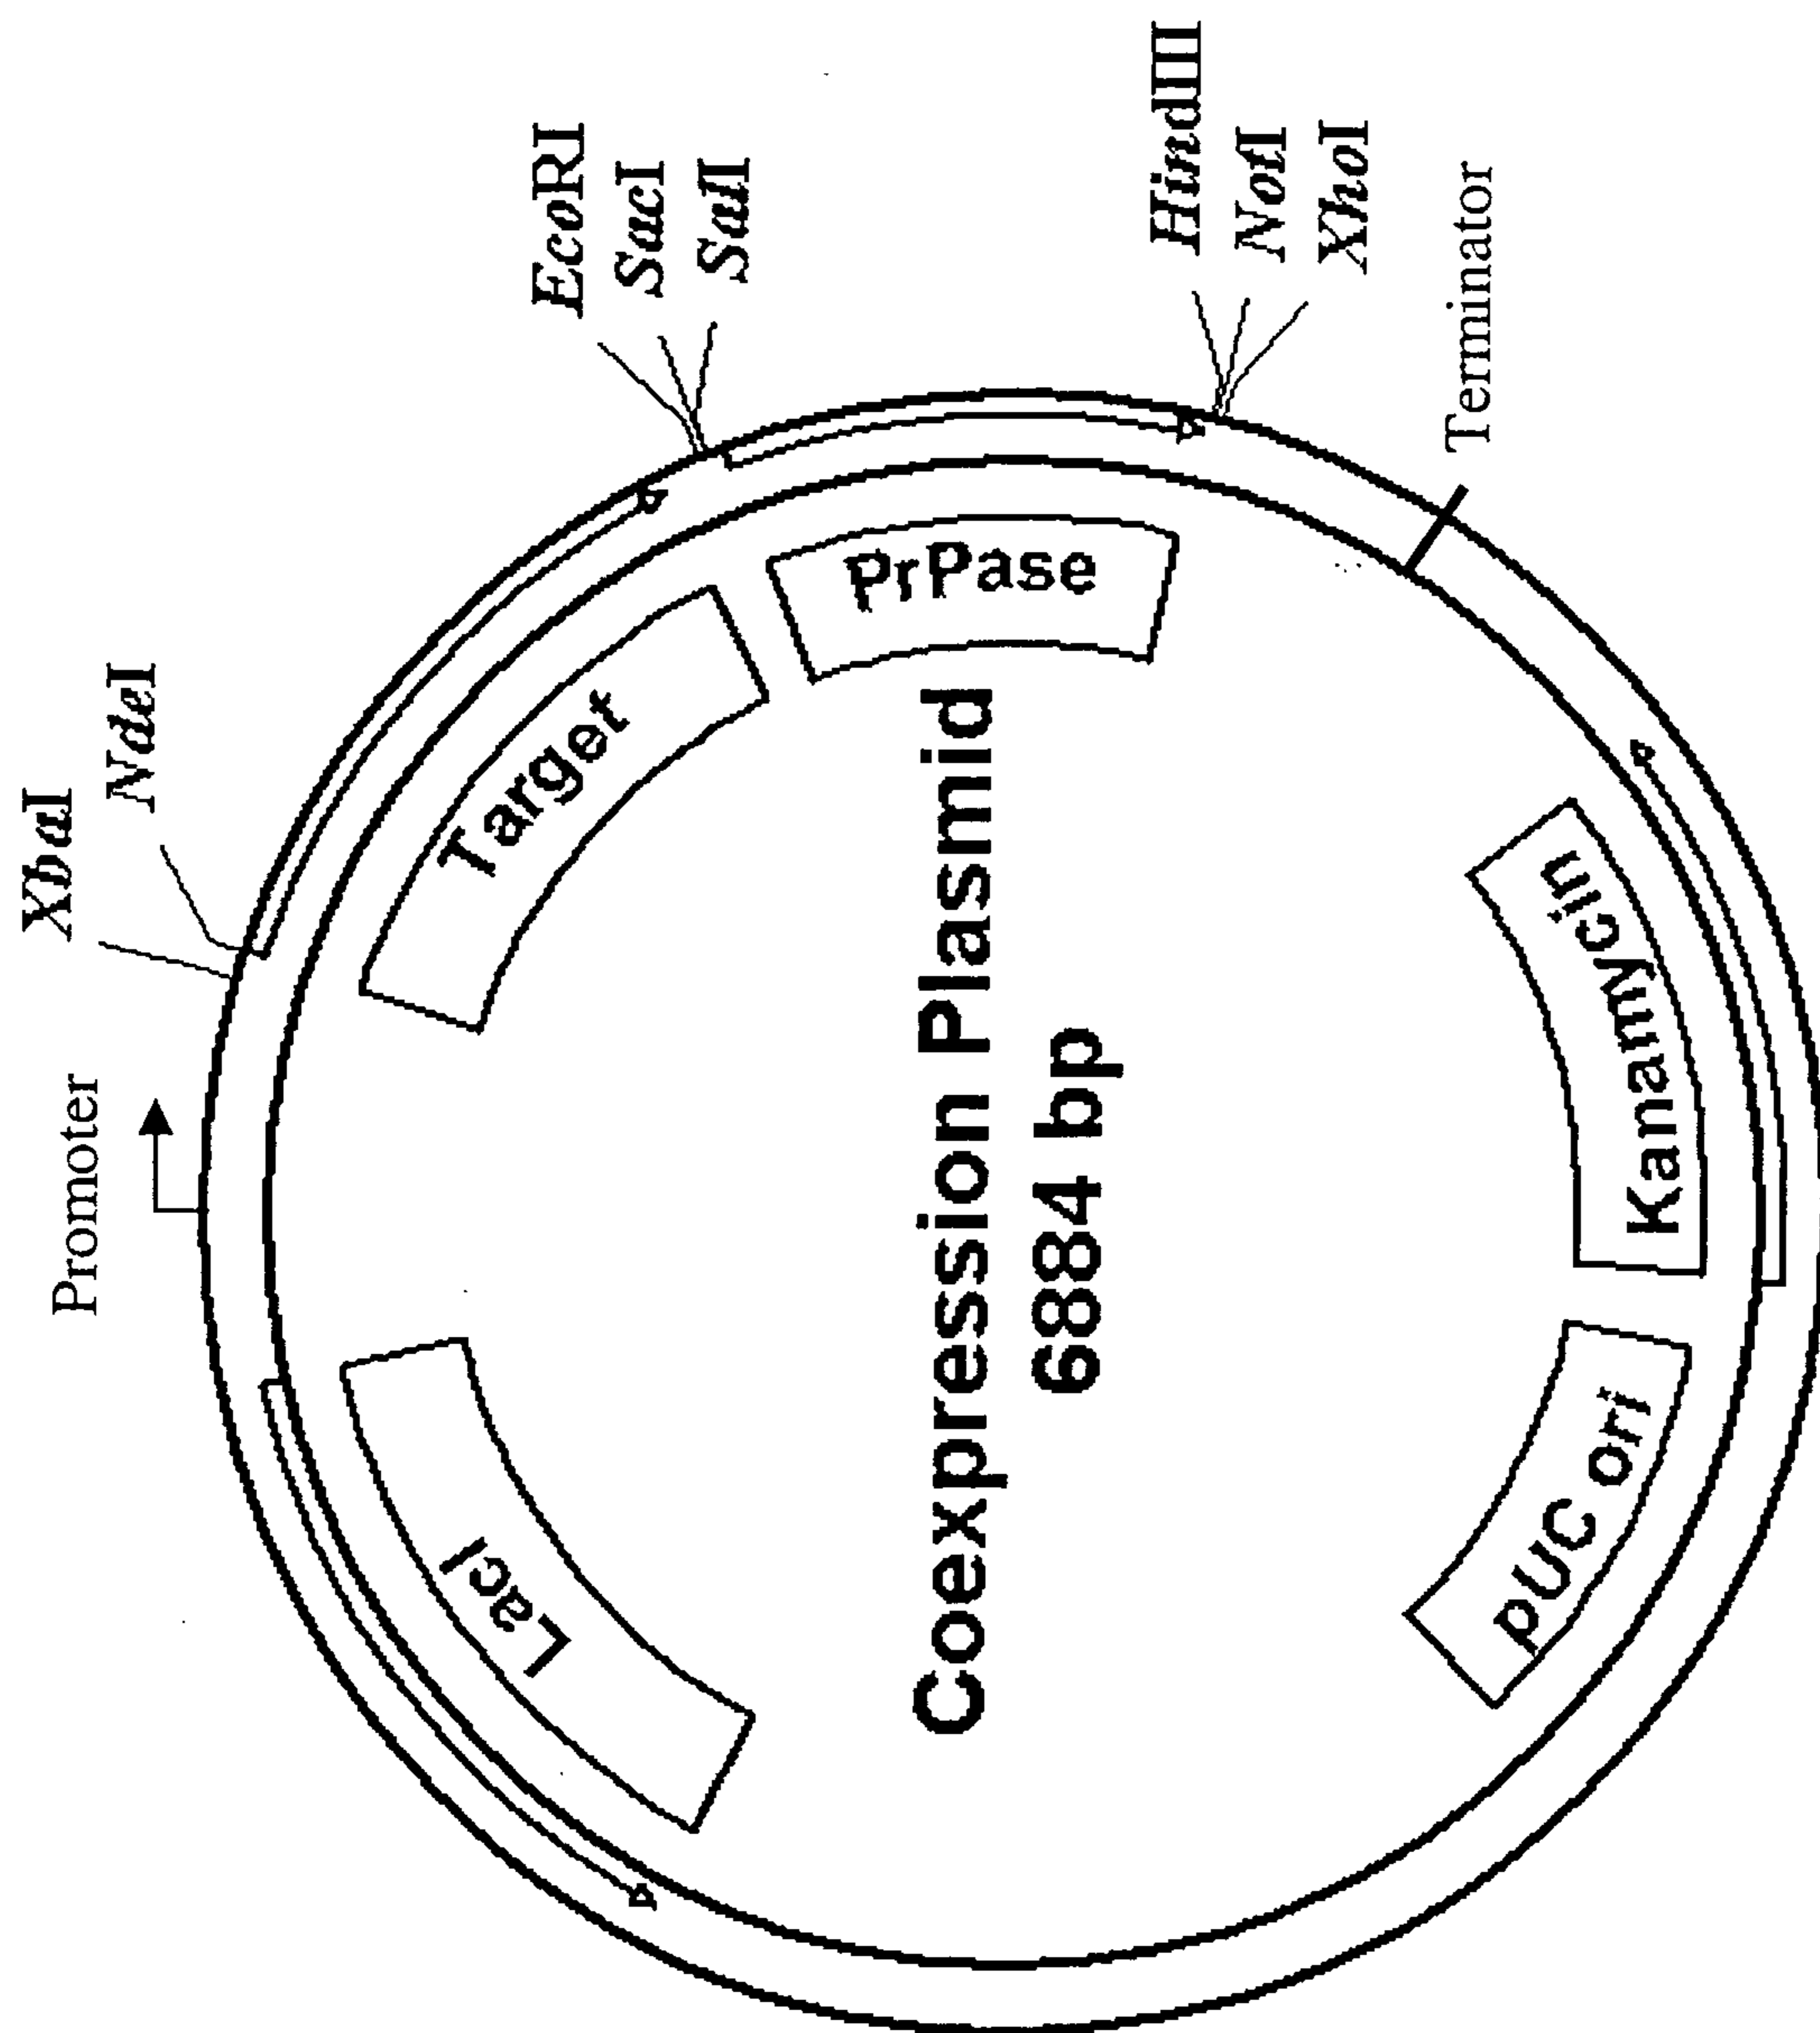 Promoter
XbaI
NdeI
EcoRI
SacI
SalI
HindIII
NotI
XhoI
Terminator
Target
PrPase
Kanamycin
pUC ori
LacI
Coexpression Plasmid
6884 bp